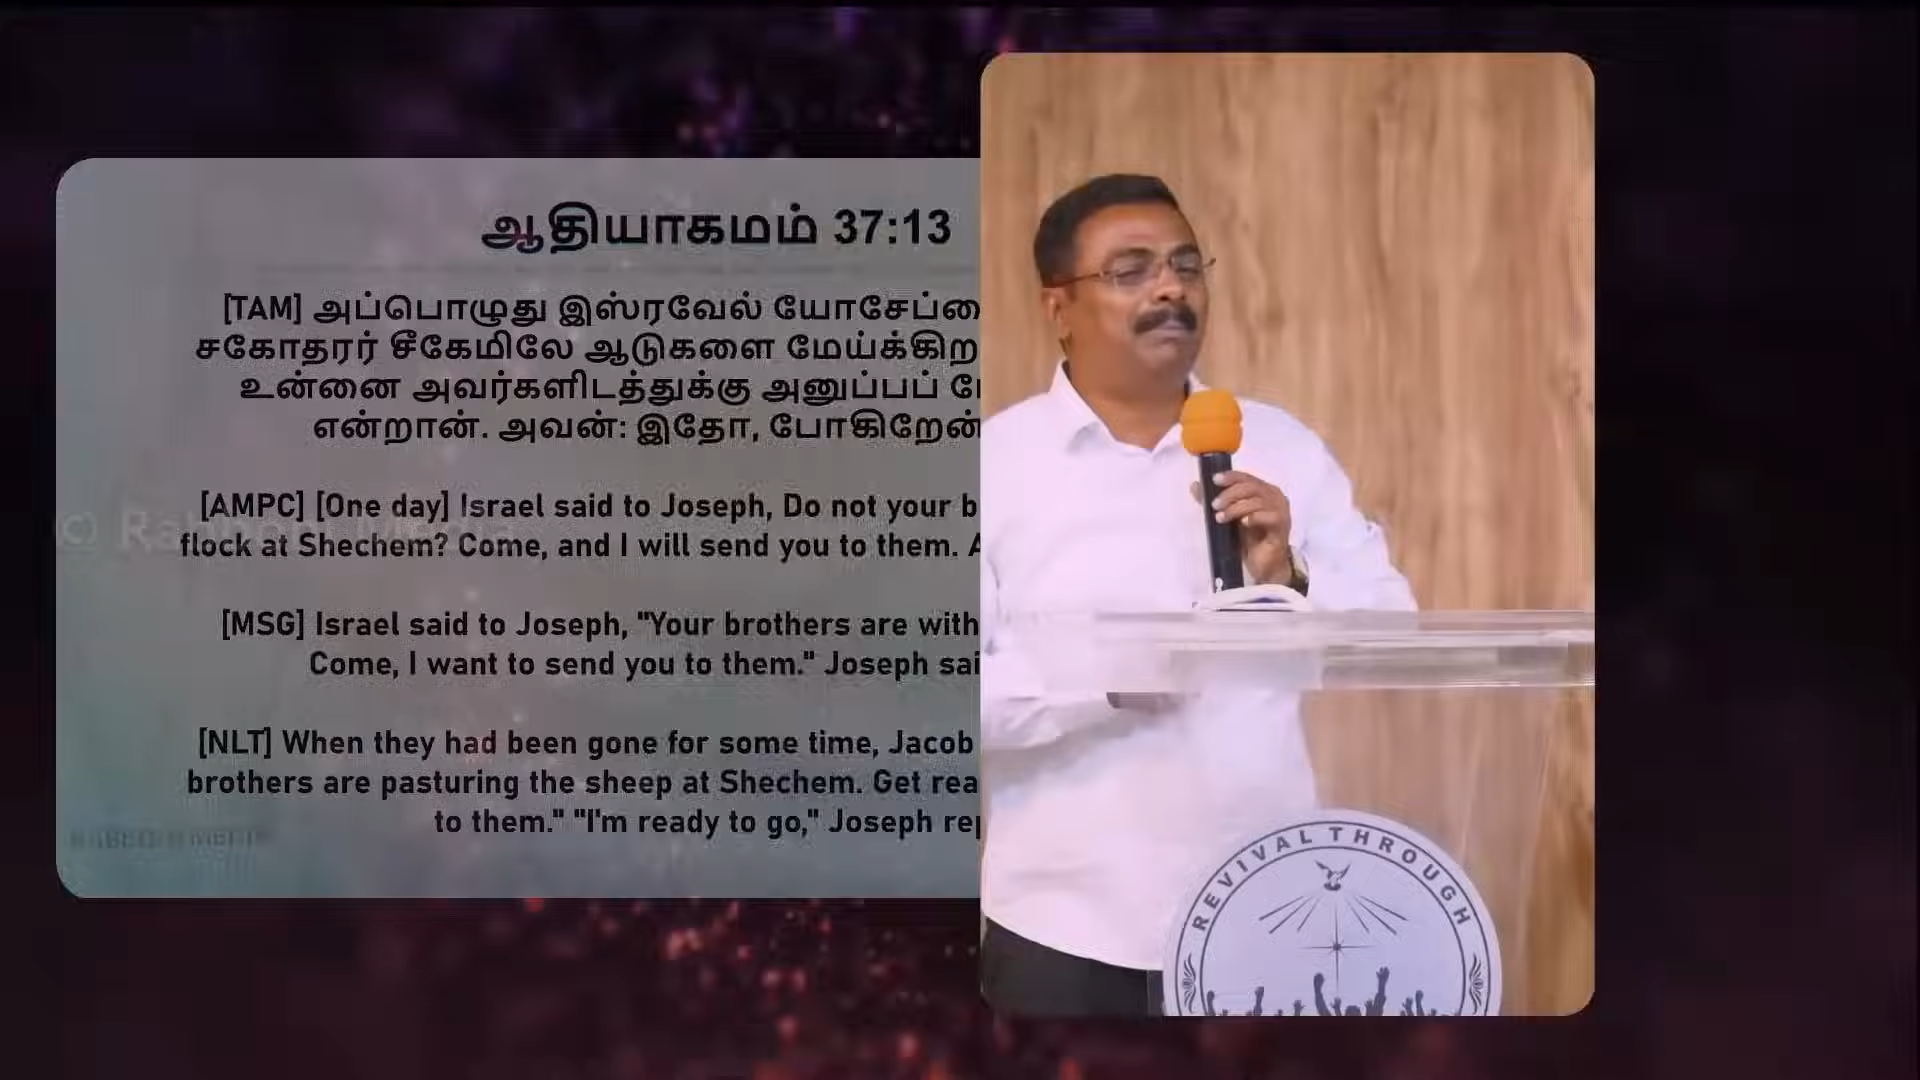 ஆதியாகமம் 37:13
[TAM] அப்பொழுது இஸ்ரவேல்
சகோதரர் சீகேமிலே ஆடுகளை
உன்னை அவர்களிடத்துக்கு அனுப்பப்
என்றான். அவன்: இதோ, போகிறேன்
[AMPC] [One day] Israel said to Joseph, Do not your b
flock at Shechem? Come, and I will send you to them. A
[MSG] Israel said to Joseph, "Your brothers are with
Come, I want to send you to them." Joseph sai
[NLT] When they had been gone for some time, Jacob
brothers are pasturing the sheep at Shechem. Get rea
to them." "I'm ready to go," Joseph rep
REVIVAL THROUGH